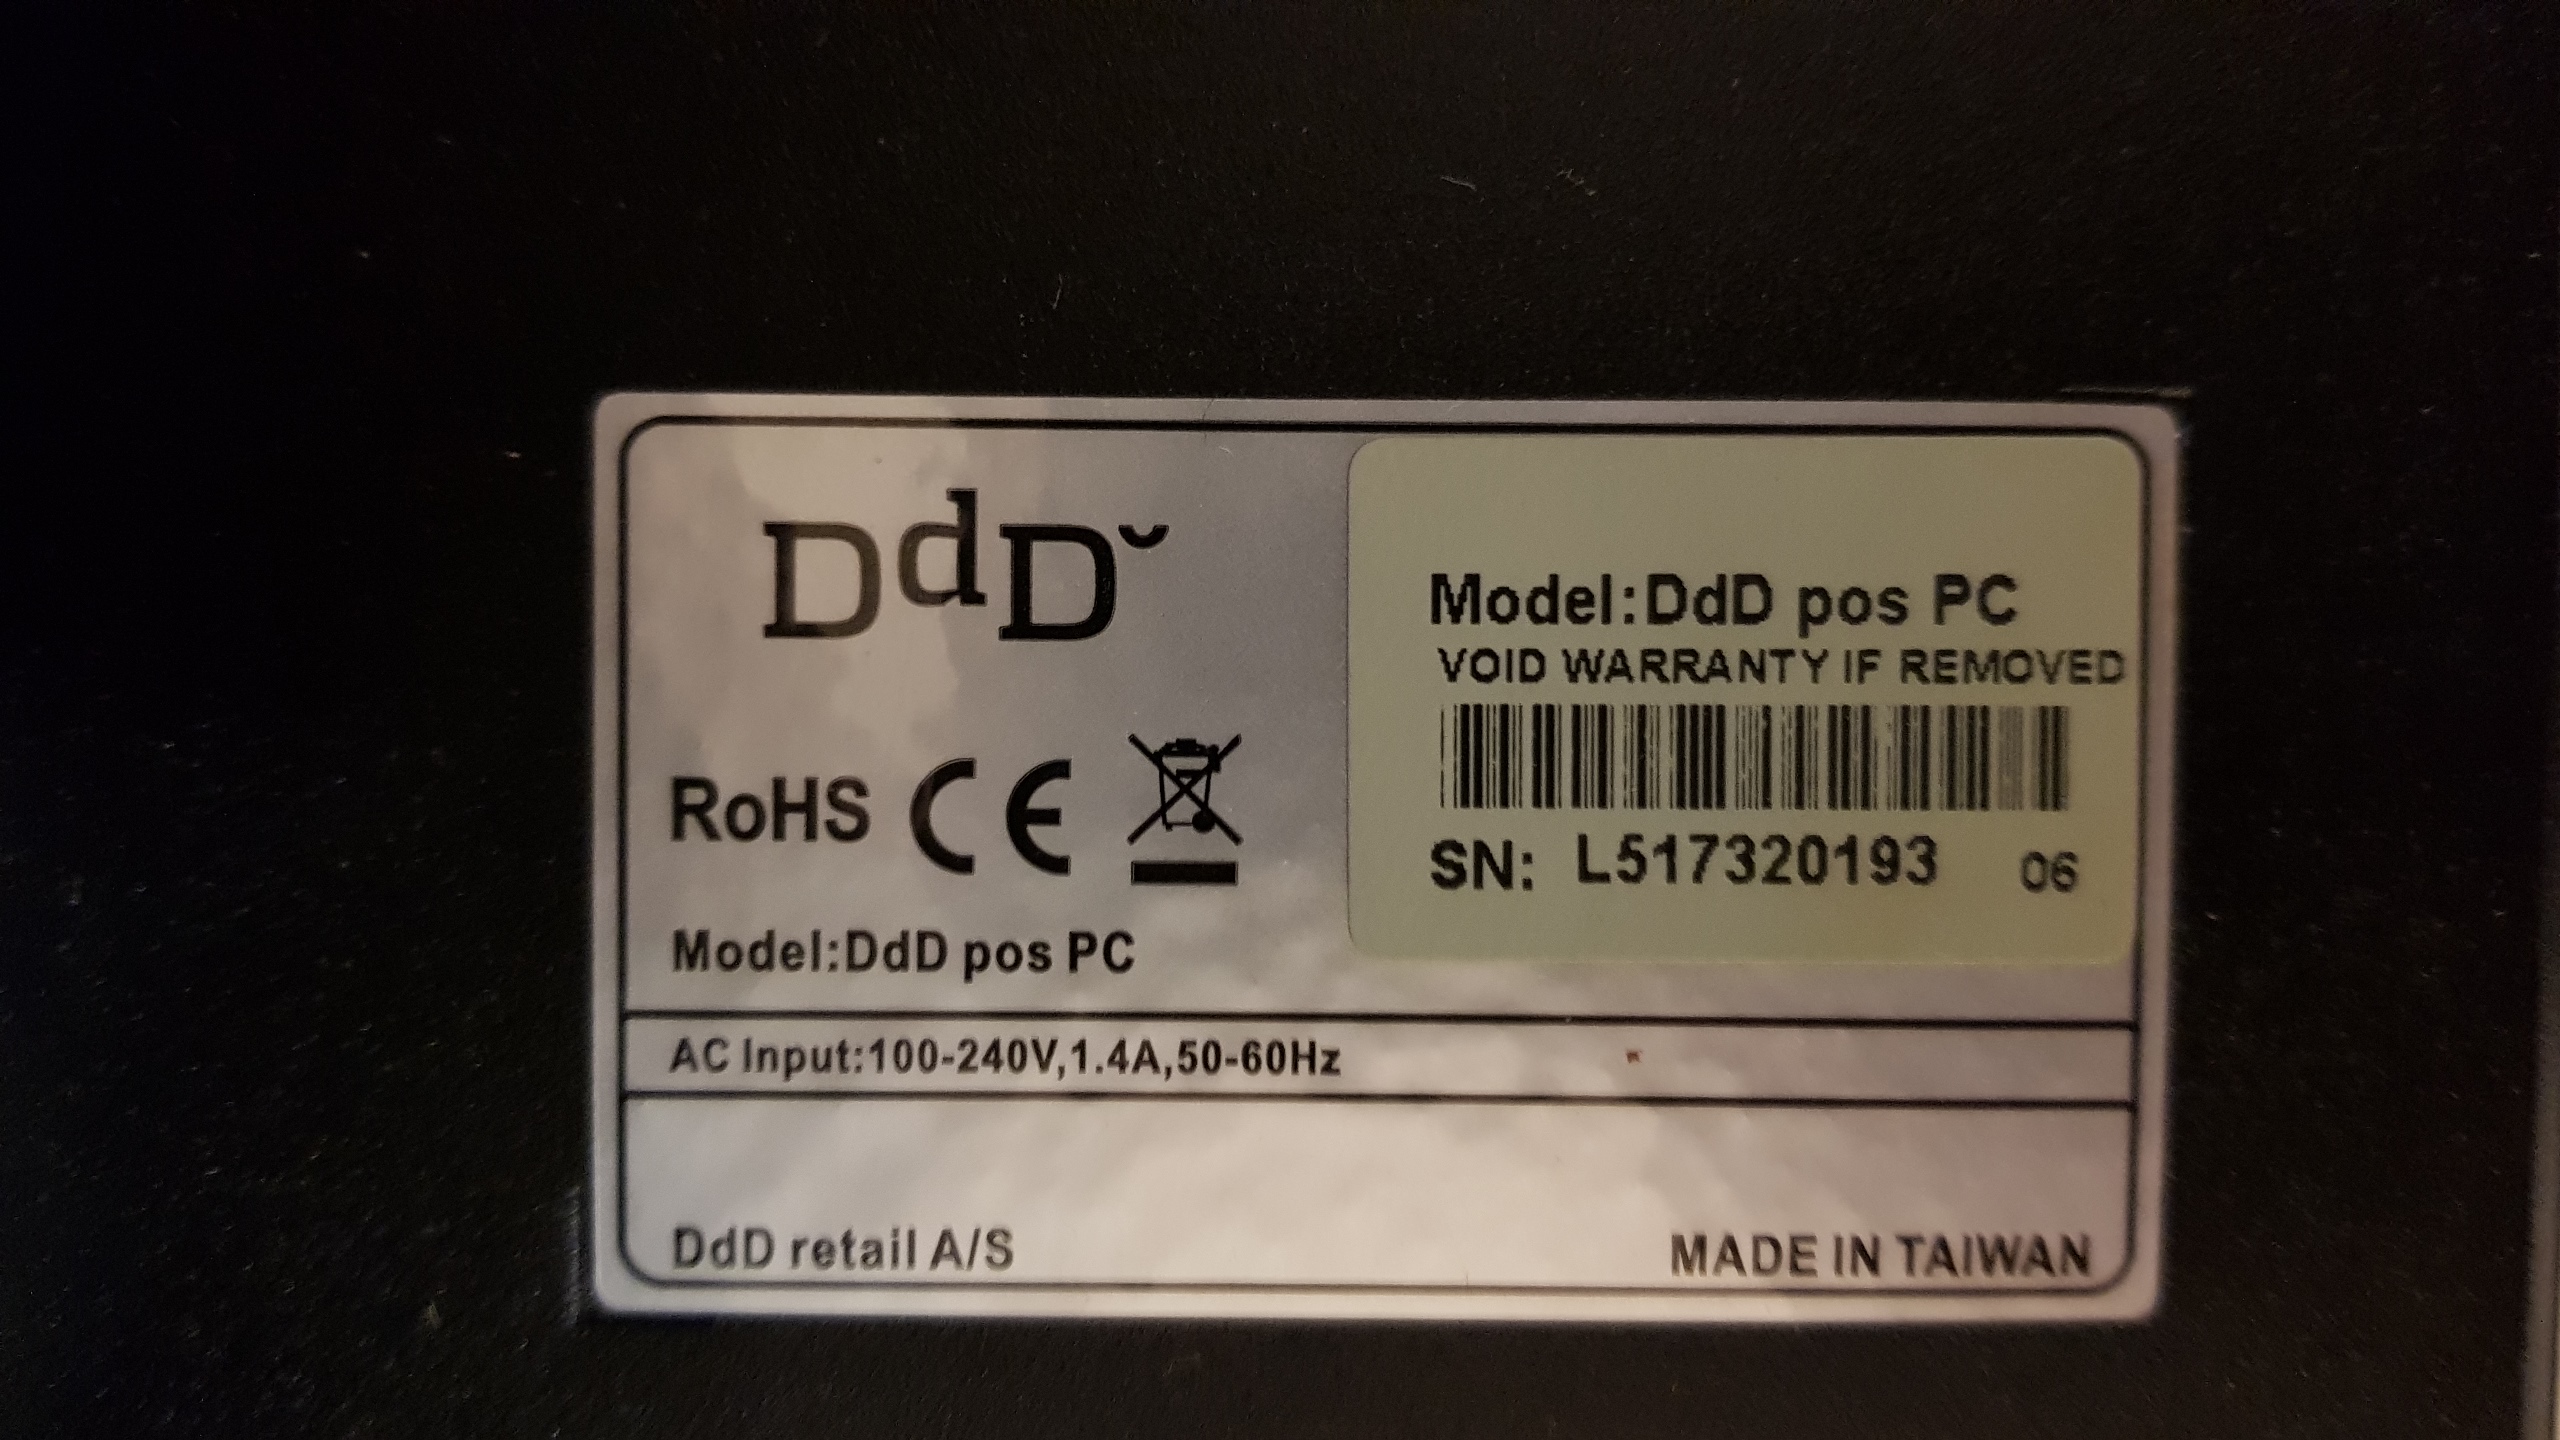 DdD
RoHS CE
Model:DdD pos PC
Model:DdD pos PC
VOID WARRANTY IF REMOVED
SN: L517320193 06
AC Input:100-240V,1.4A,50-60Hz
DdD retail A/S
MADE IN TAIWAN